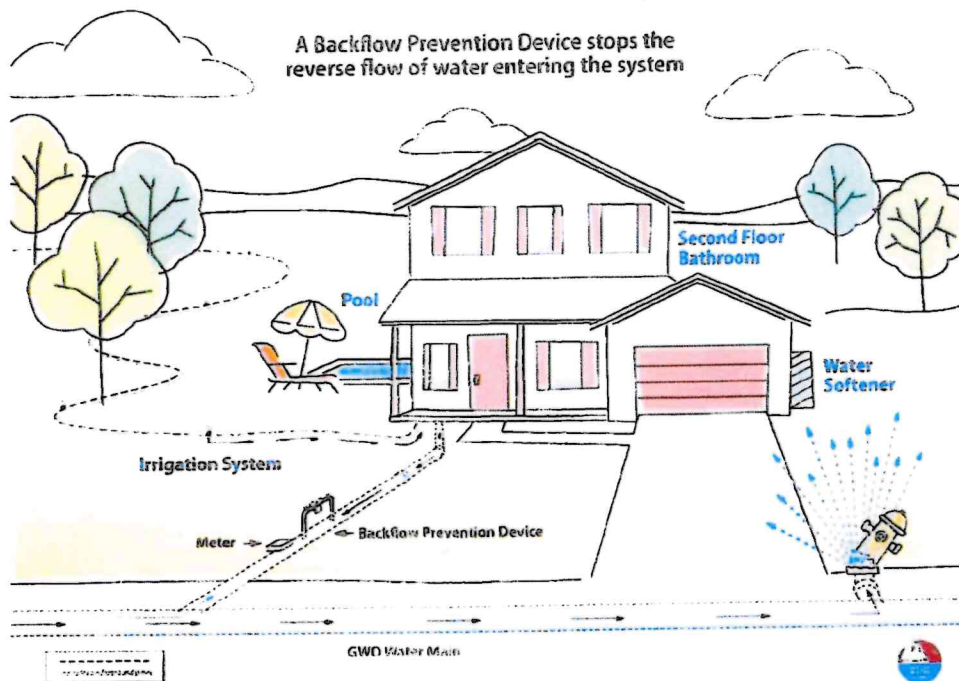 A Backflow Prevention Device stops the
reverse flow of water entering the system
Second Floor
Bathroom
Pool
Water
Softener
Irrigation System
Meter
Backflow Prevention Device
GWD Water Main